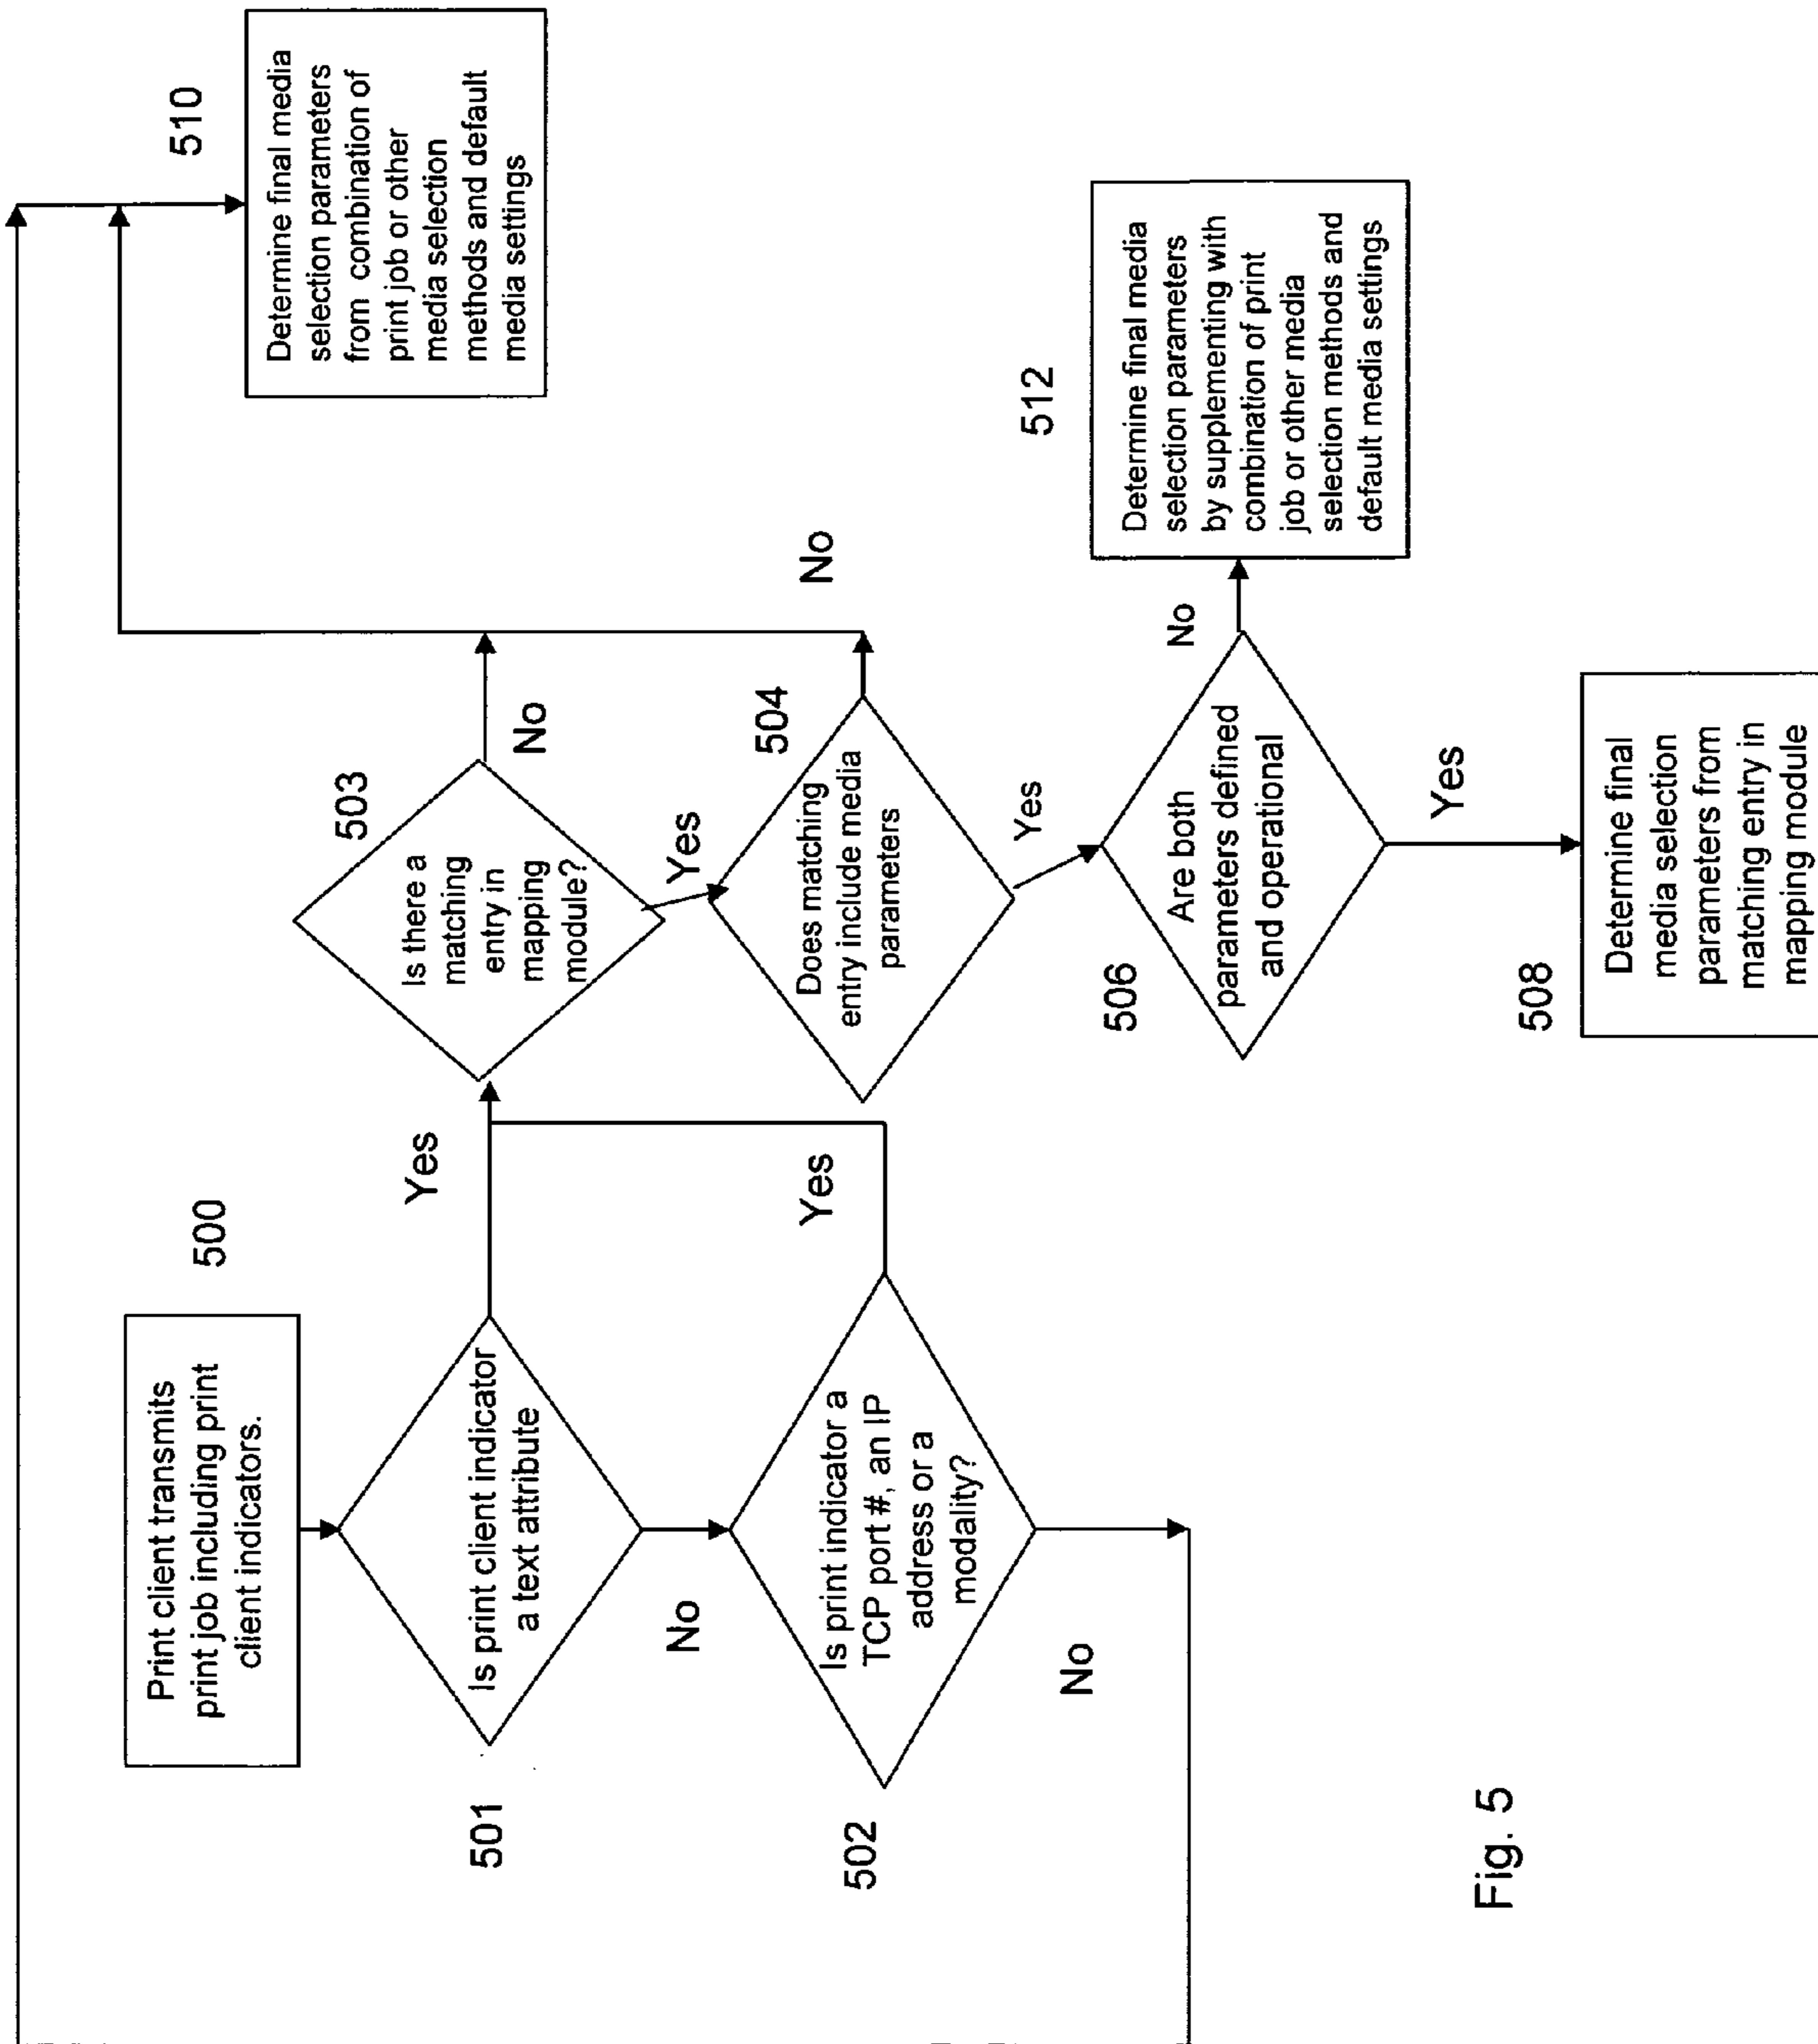 500
Print client transmits
print job including print
client indicators.
501
Is print client indicator
a text attribute
Yes
No
502
Is print indicator a
TCP port #, an IP
address or a
modality?
Yes
No
503
Is there a
matching
entry in
mapping
module?
No
Yes
504
Does matching
entry include media
parameters
No
Yes
506
Are both
parameters defined
and operational
No
Yes
508
Determine final
media selection
parameters from
matching entry in
mapping module
510
Determine final media
selection parameters
from combination of
print job or other
media selection
methods and default
media settings
512
Determine final media
selection parameters
by supplementing with
combination of print
job or other media
selection methods and
default media settings
Fig. 5